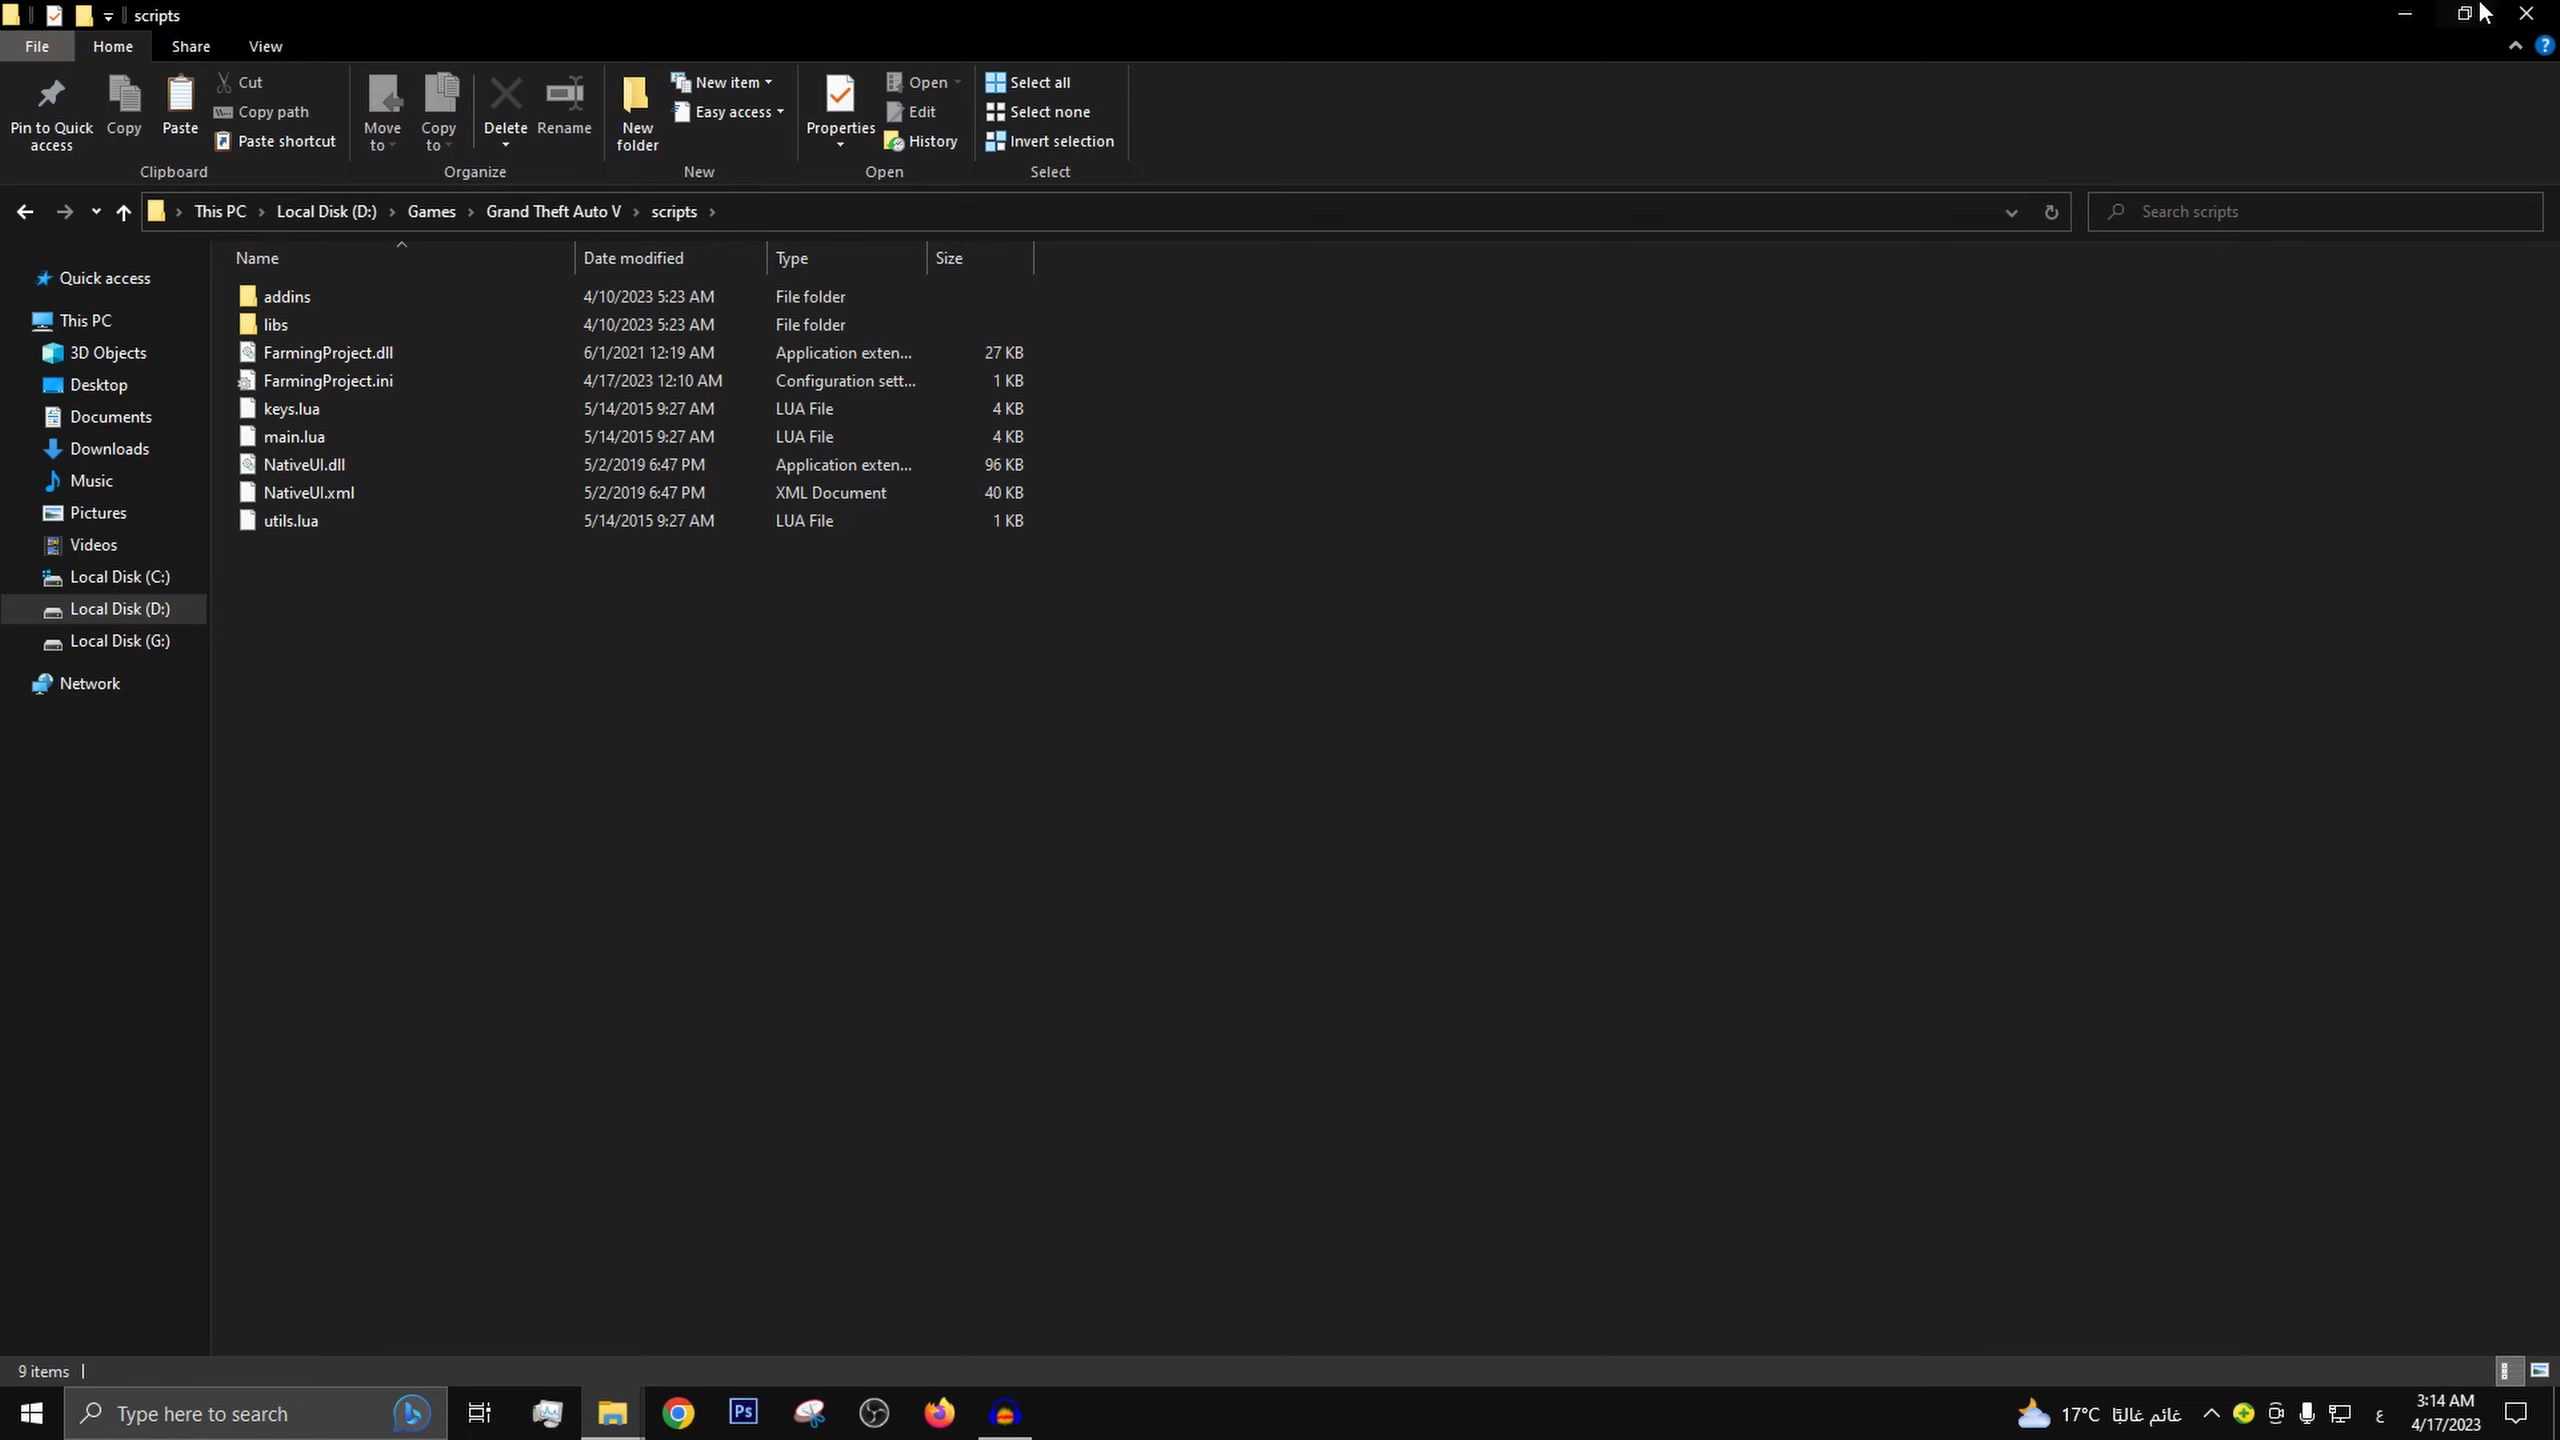 scripts
File Home Share View
Pin to Quick access
Copy
Paste
Cut
Copy path
Paste shortcut
Clipboard
Move to
Copy to
Delete
Rename
Organize
New folder
New item
Easy access
New
Properties
Open
Edit
History
Open
Select all
Select none
Invert selection
Select
This PC Local Disk (D:) Games Grand Theft Auto V scripts
Search scripts
Quick access
This PC
3D Objects
Desktop
Documents
Downloads
Music
Pictures
Videos
Local Disk (C:)
Local Disk (D:)
Local Disk (G:)
Network
Name Date modified Type Size
addins 4/10/2023 5:23 AM File folder
libs 4/10/2023 5:23 AM File folder
FarmingProject.dll 6/1/2021 12:19 AM Application exten... 27 KB
FarmingProject.ini 4/17/2023 12:10 AM Configuration sett... 1 KB
keys.lua 5/14/2015 9:27 AM LUA File 4 KB
main.lua 5/14/2015 9:27 AM LUA File 4 KB
NativeUI.dll 5/2/2019 6:47 PM Application exten... 96 KB
NativeUI.xml 5/2/2019 6:47 PM XML Document 40 KB
utils.lua 5/14/2015 9:27 AM LUA File 1 KB
9 items
Type here to search
Ps
17°C غائم غالبًا
ع
3:14 AM
4/17/2023